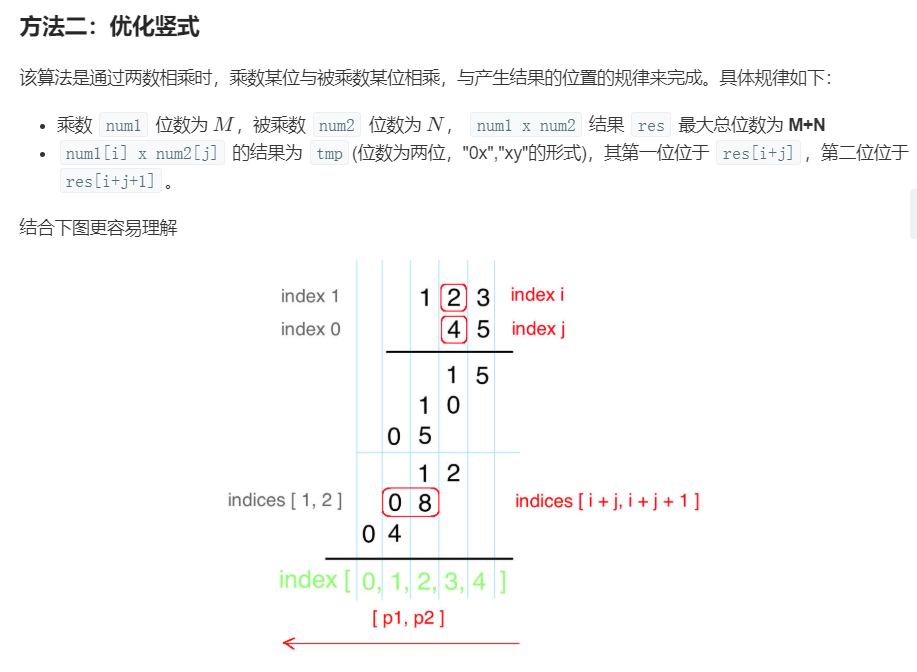 方法二：优化竖式
该算法是通过两数相乘时，乘数某位与被乘数某位相乘，与产生结果的位置的规律来完成。具体规律如下：
• 乘数 num1 位数为 M，被乘数 num2 位数为 N， num1 x num2 结果 res 最大总位数为 M+N
• num1[i] x num2[j] 的结果为 tmp (位数为两位，"0x","xy"的形式)，其第一位位于 res[i+j] ，第二位位于
res[i+j+1] 。
结合下图更容易理解
index 1 1 2 3 index i
index 0 4 5 index j
1 5
1 0
0 5
1 2
indices [ 1, 2 ] 0 8 indices [ i + j, i + j + 1 ]
0 4
index [ 0, 1, 2, 3, 4 ]
[ p1, p2 ]